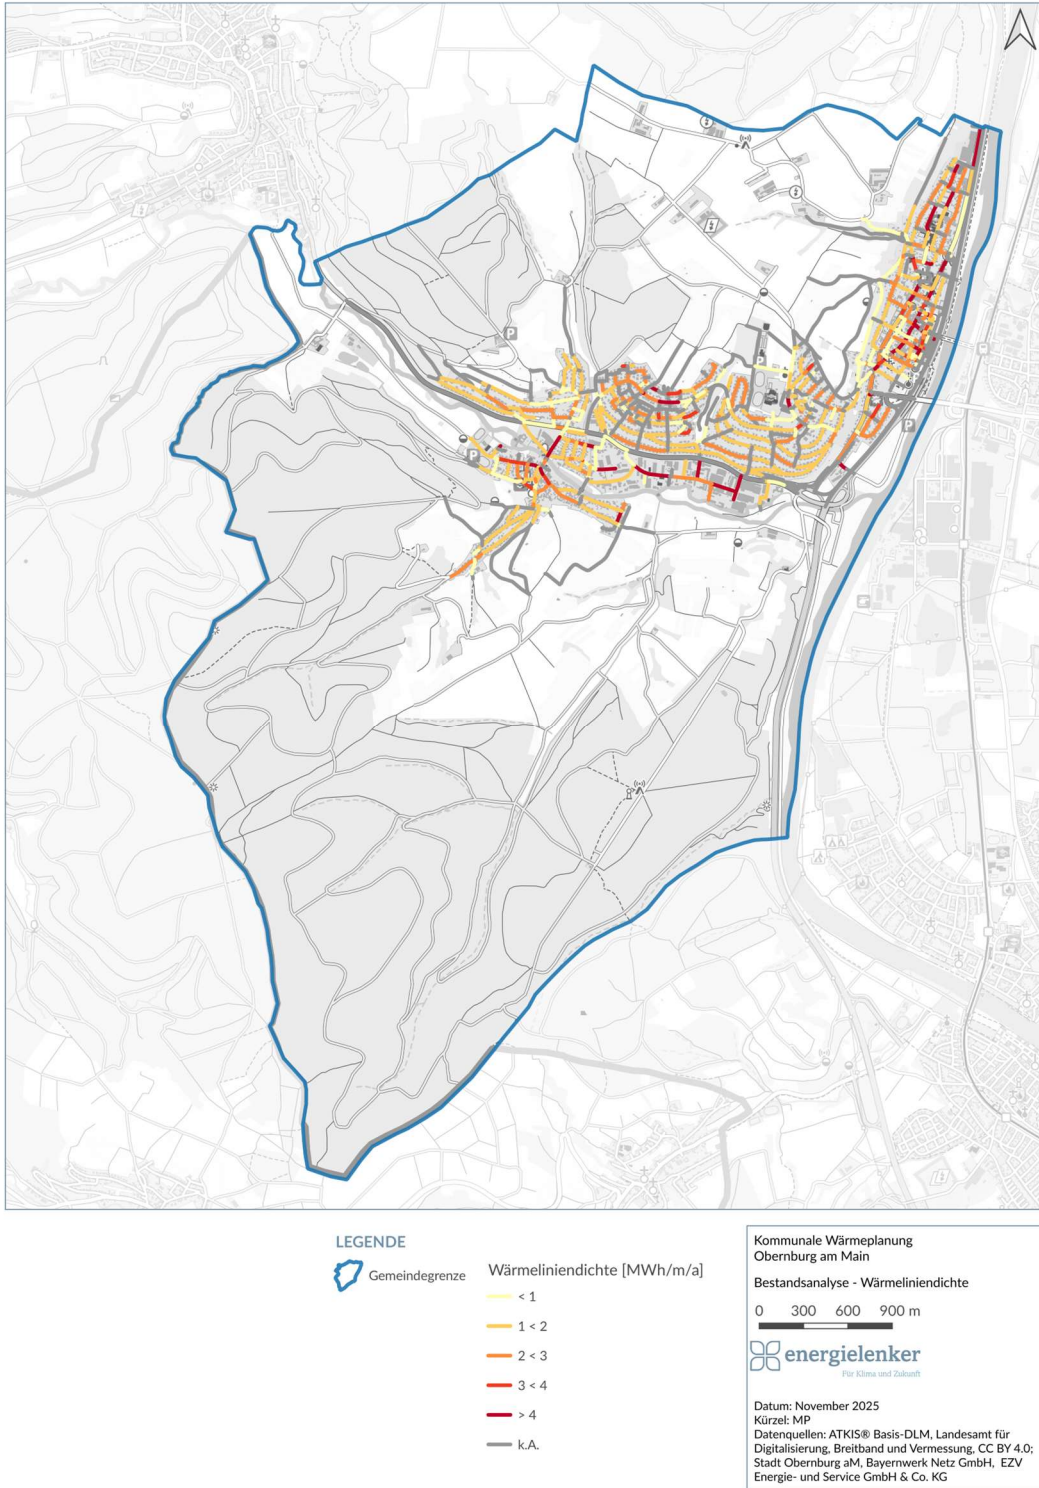 LEGENDE
Gemeindegrenze
Wärmeliniendichte [MWh/m/a]
< 1
1 < 2
2 < 3
3 < 4
> 4
k.A.
Kommunale Wärmeplanung
Obernburg am Main
Bestandsanalyse - Wärmeliniendichte
0 300 600 900 m
energielenker
Für Klima und Zukunft
Datum: November 2025
Kürzel: MP
Datenquellen: ATKIS® Basis-DLM, Landesamt für
Digitalisierung, Breitband und Vermessung, CC BY 4.0;
Stadt Obernburg aM, Bayernwerk Netz GmbH, EZV
Energie- und Service GmbH & Co. KG